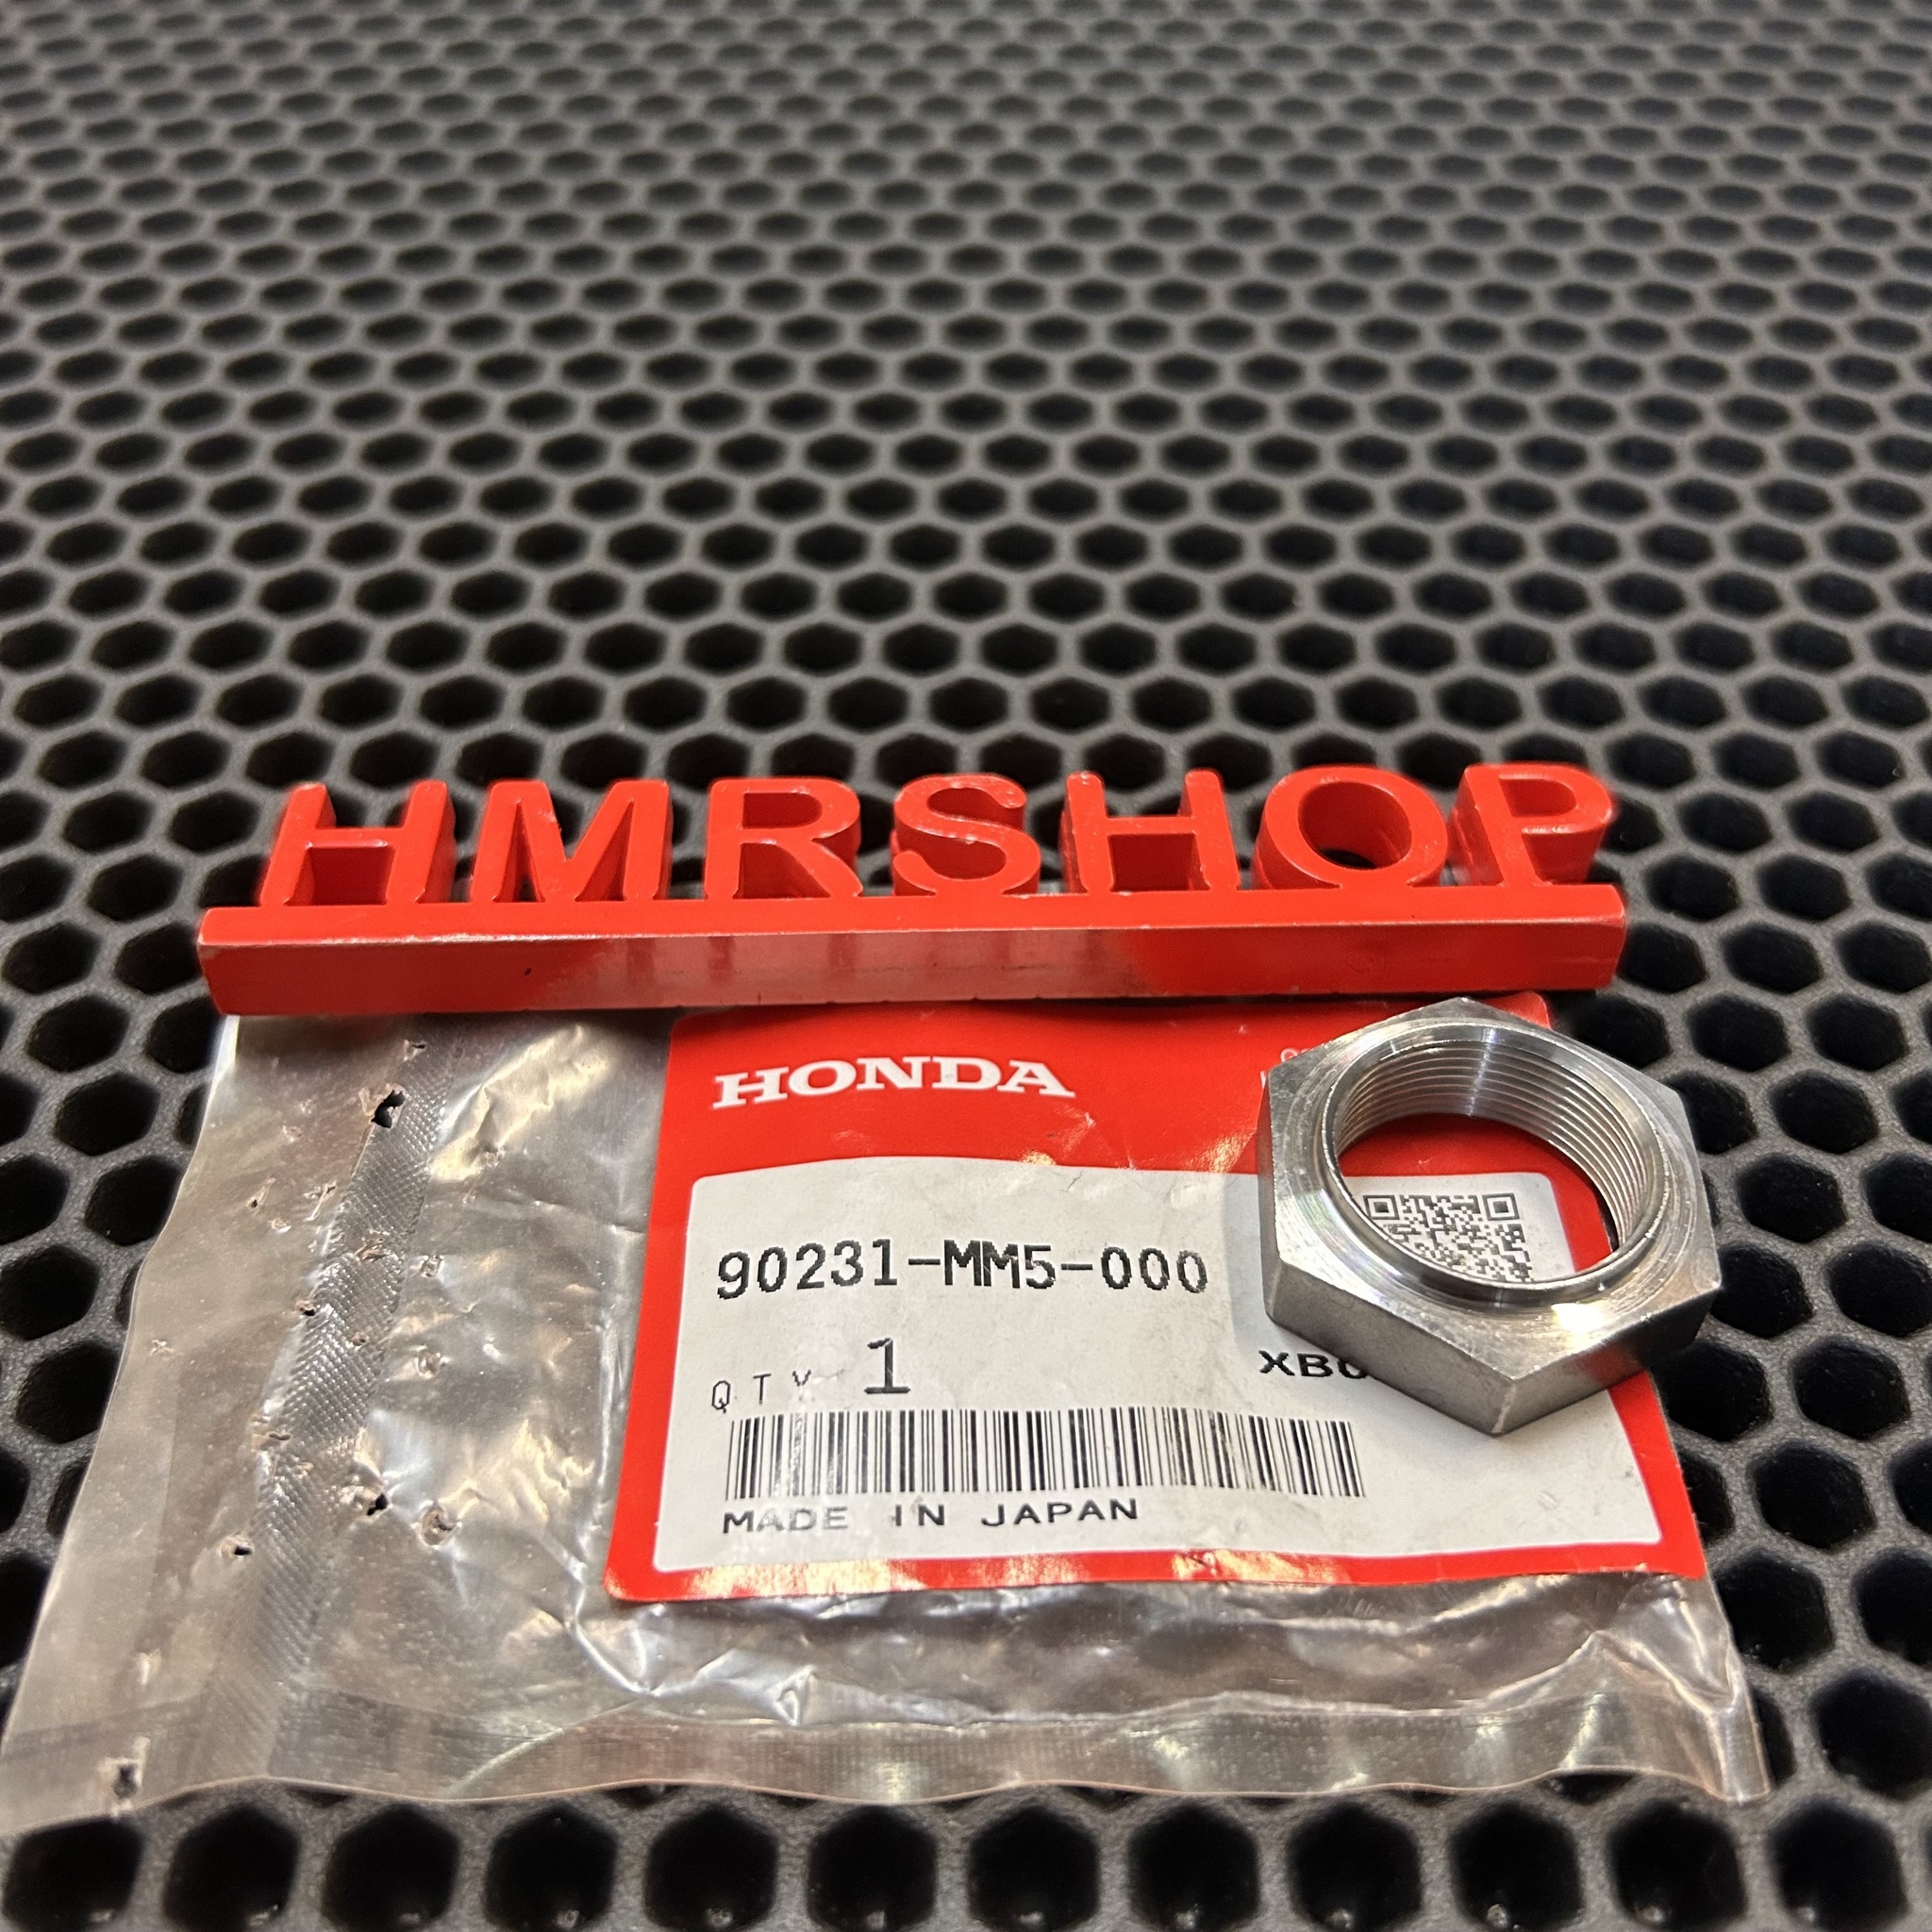 HMRSHOP
HONDA
90231-MM5-000
QTY 1
MADE IN JAPAN